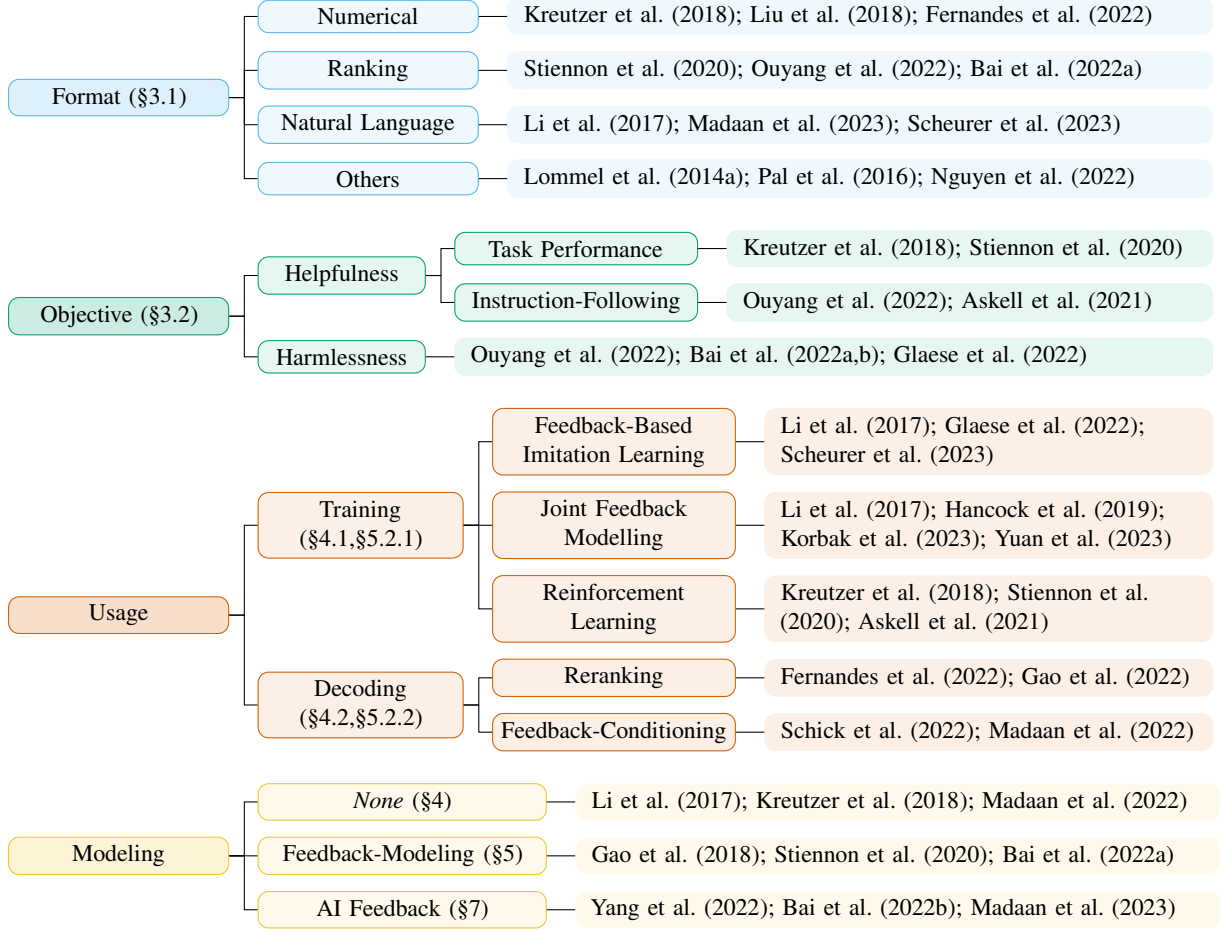 Numerical
Kreutzer et al. (2018); Liu et al. (2018); Fernandes et al. (2022)
Ranking
Stiennon et al. (2020); Ouyang et al. (2022); Bai et al. (2022a)
Format (§3.1)
Natural Language
Li et al. (2017); Madaan et al. (2023); Scheurer et al. (2023)
Others
Lommel et al. (2014a); Pal et al. (2016); Nguyen et al. (2022)
Task Performance
Kreutzer et al. (2018); Stiennon et al. (2020)
Helpfulness
Instruction-Following
Ouyang et al. (2022); Askell et al. (2021)
Objective (§3.2)
Harmlessness
Ouyang et al. (2022); Bai et al. (2022a,b); Glaese et al. (2022)
Feedback-Based
Imitation Learning
Li et al. (2017); Glaese et al. (2022);
Scheurer et al. (2023)
Training
(§4.1,§5.2.1)
Joint Feedback
Modelling
Li et al. (2017); Hancock et al. (2019);
Korbak et al. (2023); Yuan et al. (2023)
Usage
Reinforcement
Learning
Kreutzer et al. (2018); Stiennon et al.
(2020); Askell et al. (2021)
Decoding
(§4.2,§5.2.2)
Reranking
Fernandes et al. (2022); Gao et al. (2022)
Feedback-Conditioning
Schick et al. (2022); Madaan et al. (2022)
None (§4)
Li et al. (2017); Kreutzer et al. (2018); Madaan et al. (2022)
Modeling
Feedback-Modeling (§5)
Gao et al. (2018); Stiennon et al. (2020); Bai et al. (2022a)
AI Feedback (§7)
Yang et al. (2022); Bai et al. (2022b); Madaan et al. (2023)